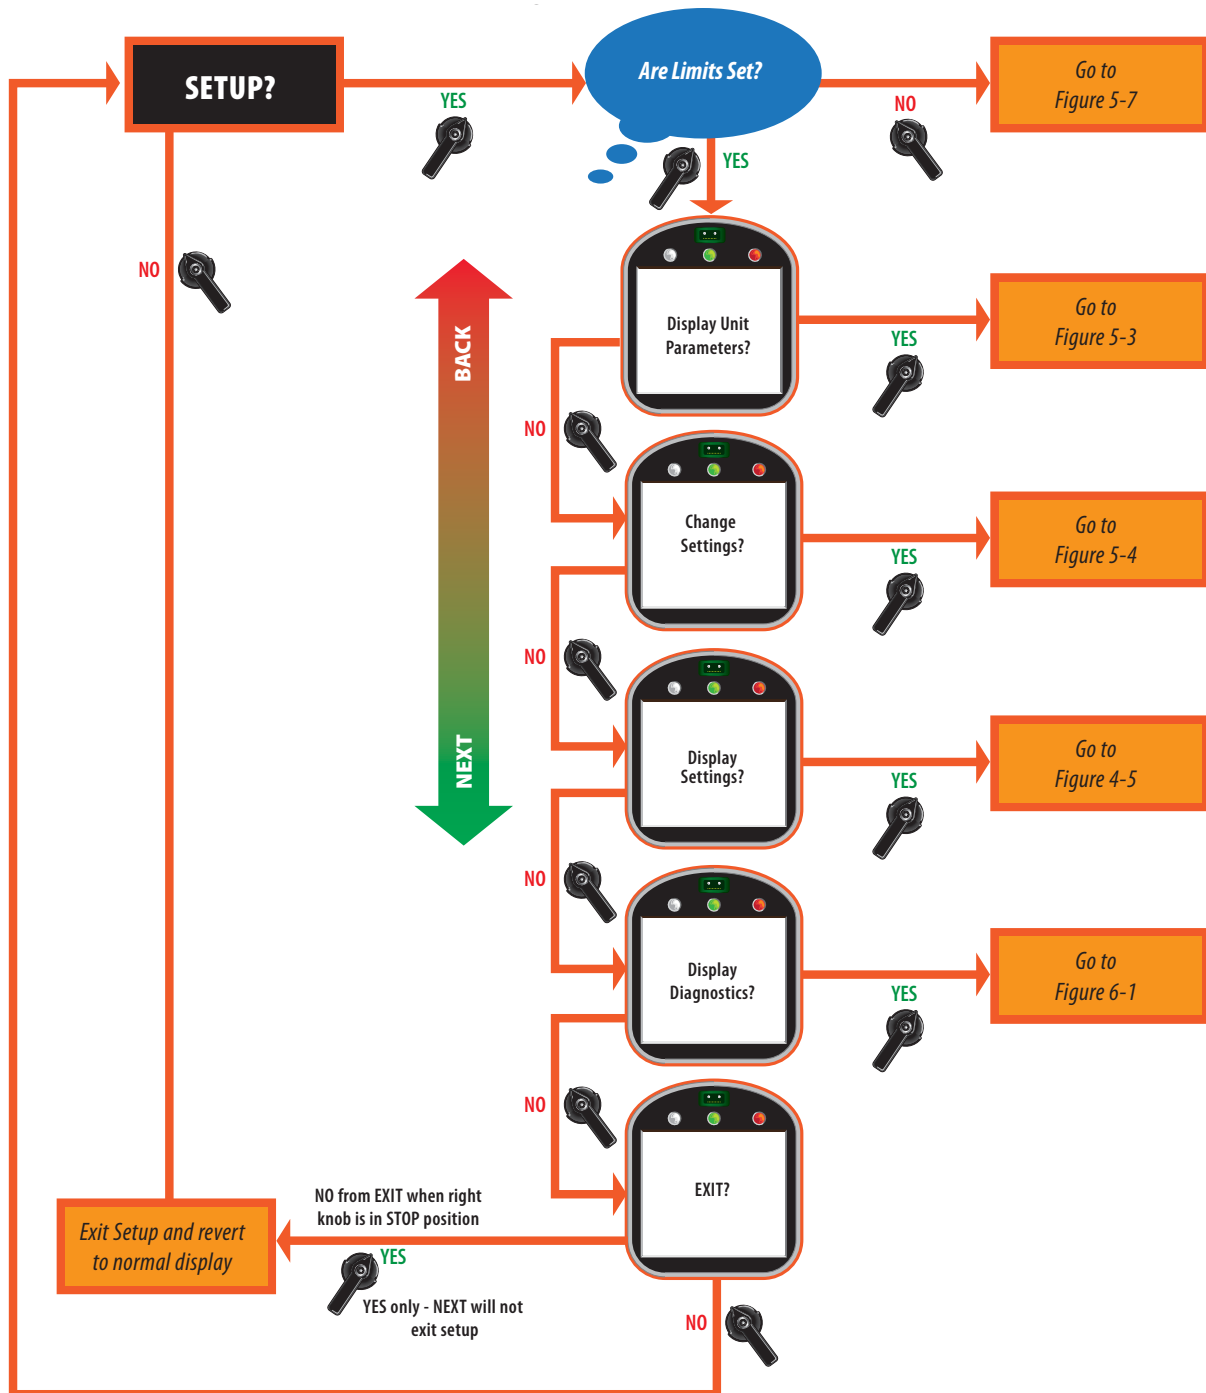 SETUP?
YES
Are Limits Set?
NO
Go to
Figure 5-7
YES
NO
BACK
NEXT
Display Unit
Parameters?
YES
Go to
Figure 5-3
NO
Change
Settings?
YES
Go to
Figure 5-4
NO
Display
Settings?
YES
Go to
Figure 4-5
NO
Display
Diagnostics?
YES
Go to
Figure 6-1
NO
EXIT?
NO from EXIT when right
knob is in STOP position
YES
YES only - NEXT will not
exit setup
Exit Setup and revert
to normal display
NO